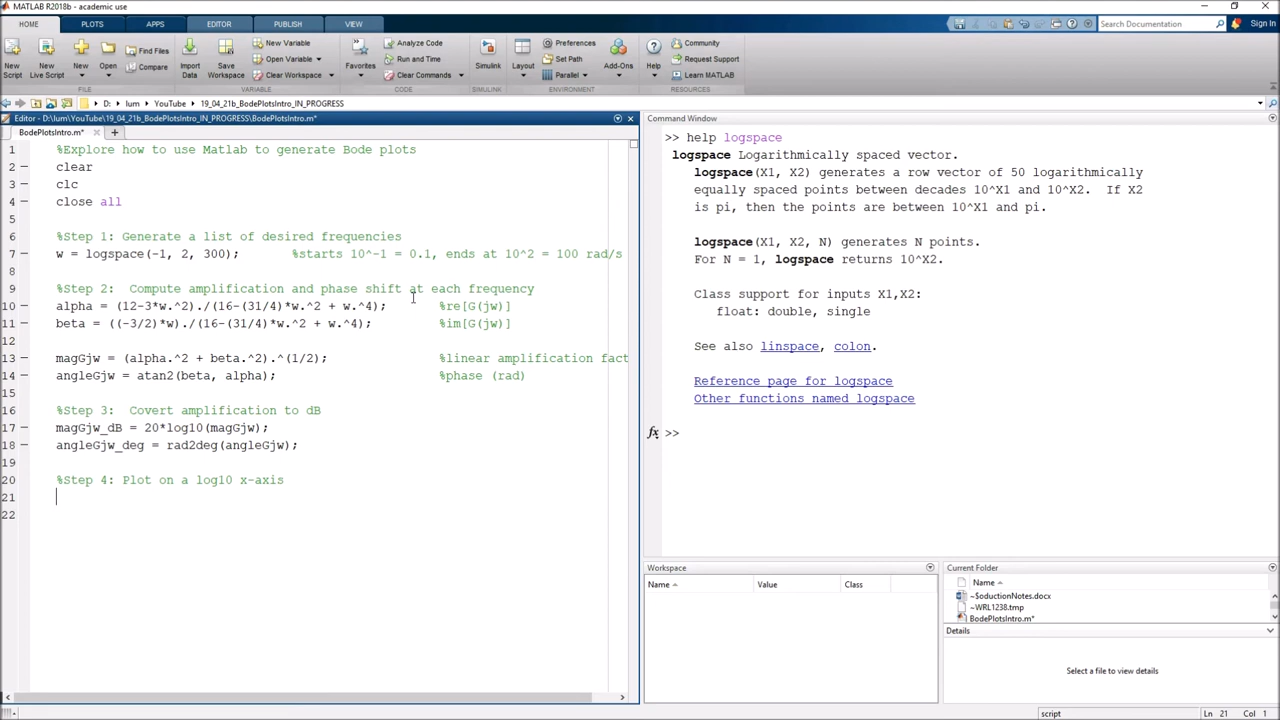 MATLAB R2018b - academic use
HOME PLOTS APPS EDITOR PUBLISH VIEW
Search Documentation Sign In
New Script
New Live Script
New
Open
Find Files
Compare
Import Data
Save Workspace
New Variable
Open Variable
Clear Workspace
Favorites
Analyze Code
Run and Time
Clear Commands
Simulink
Layout
Preferences
Set Path
Parallel
Add-Ons
Help
Community
Request Support
Learn MATLAB
FILE VARIABLE CODE SIMULINK ENVIRONMENT RESOURCES
D: Ium YouTube 19_04_21b_BodePlotsIntro_IN_PROGRESS
Editor - D:\Ium\YouTube\19_04_21b_BodePlotsIntro_IN_PROGRESS\BodePlotsIntro.m*
BodePlotsIntro.m*
1 %Explore how to use Matlab to generate Bode plots
2 clear
3 clc
4 close all
5
6 %Step 1: Generate a list of desired frequencies
7 w = logspace(-1, 2, 300); %starts 10^-1 = 0.1, ends at 10^2 = 100 rad/s
8
9 %Step 2: Compute amplification and phase shift at each frequency
10 alpha = (12-3*w.^2)./(16-(31/4)*w.^2 + w.^4); %re[G(jw)]
11 beta = ((-3/2)*w)./(16-(31/4)*w.^2 + w.^4); %im[G(jw)]
12
13 magGjw = (alpha.^2 + beta.^2).^(1/2); %linear amplification fact
14 angleGjw = atan2(beta, alpha); %phase (rad)
15
16 %Step 3: Covert amplification to dB
17 magGjw_dB = 20*log10(magGjw);
18 angleGjw_deg = rad2deg(angleGjw);
19
20 %Step 4: Plot on a log10 x-axis
21
22
Command Window
>> help logspace
logspace Logarithmically spaced vector.
logspace(X1, X2) generates a row vector of 50 logarithmically
equally spaced points between decades 10^X1 and 10^X2. If X2
is pi, then the points are between 10^X1 and pi.
logspace(X1, X2, N) generates N points.
For N = 1, logspace returns 10^X2.
Class support for inputs X1,X2:
float: double, single
See also linspace, colon.
Reference page for logspace
Other functions named logspace
fx >>
Workspace
Name Value Class
Current Folder
Name
~$oductionNotes.docx
~WRL1238.tmp
BodePlotsIntro.m*
Details
Select a file to view details
script Ln 21 Col 1